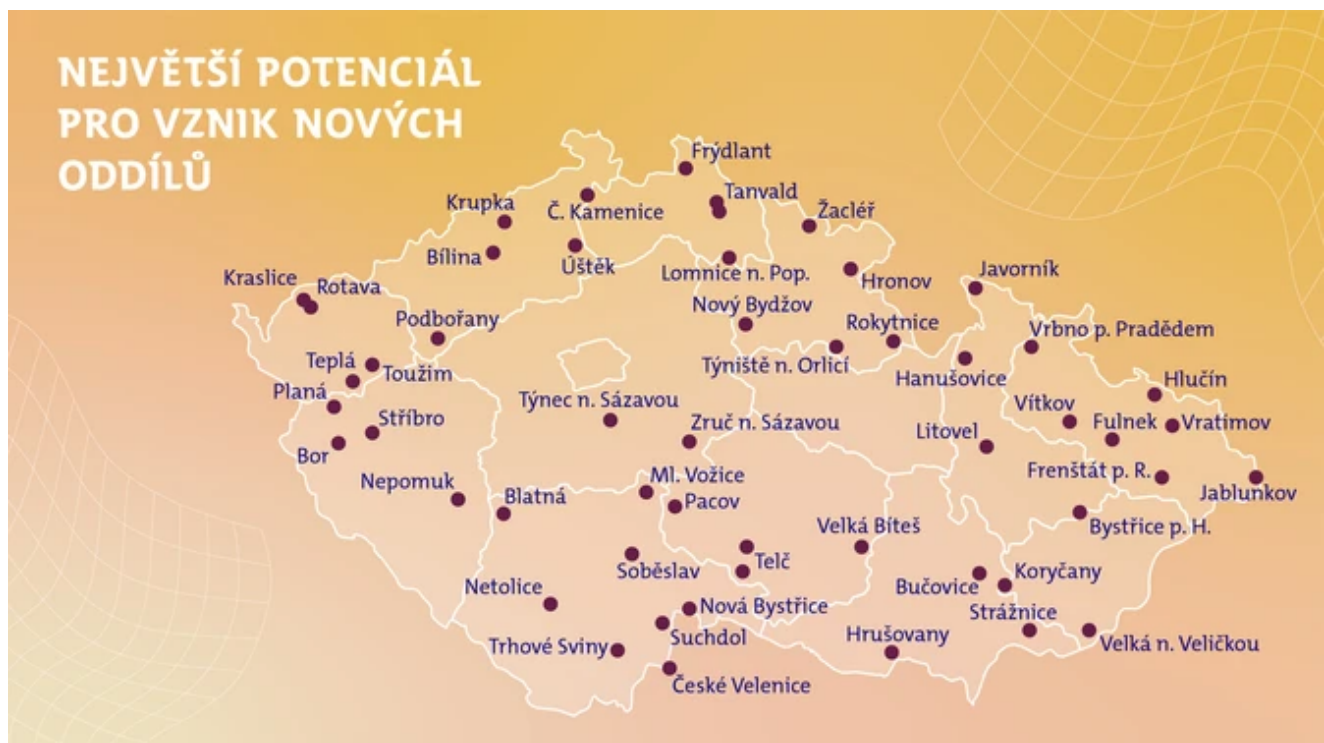 NEJVĚTŠÍ POTENCIÁL
PRO VZNIK NOVÝCH
ODDÍLŮ
Frýdlant
Tanvald
Krupka
Č. Kamenice
Žacléř
Bílina
Úštěk
Lomnice n. Pop.
Hronov
Javorník
Kraslice
Rotava
Nový Bydžov
Podbořany
Rokytnice
Vrbno p. Pradědem
Teplá
Toužim
Týniště n. Orlicí
Hanušovice
Hlučín
Planá
Týnec n. Sázavou
Vítkov
Stříbro
Zruč n. Sázavou
Litovel
Fulnek
Vratimov
Bor
Nepomuk
Ml. Vožice
Frenštát p. R.
Blatná
Pacov
Jablunkov
Velká Bíteš
Bystřice p. H.
Soběslav
Telč
Koryčany
Netolice
Bučovice
Nová Bystřice
Strážnice
Trhové Sviny
Suchdol
Hrušovany
Velká n. Veličkou
České Velenice